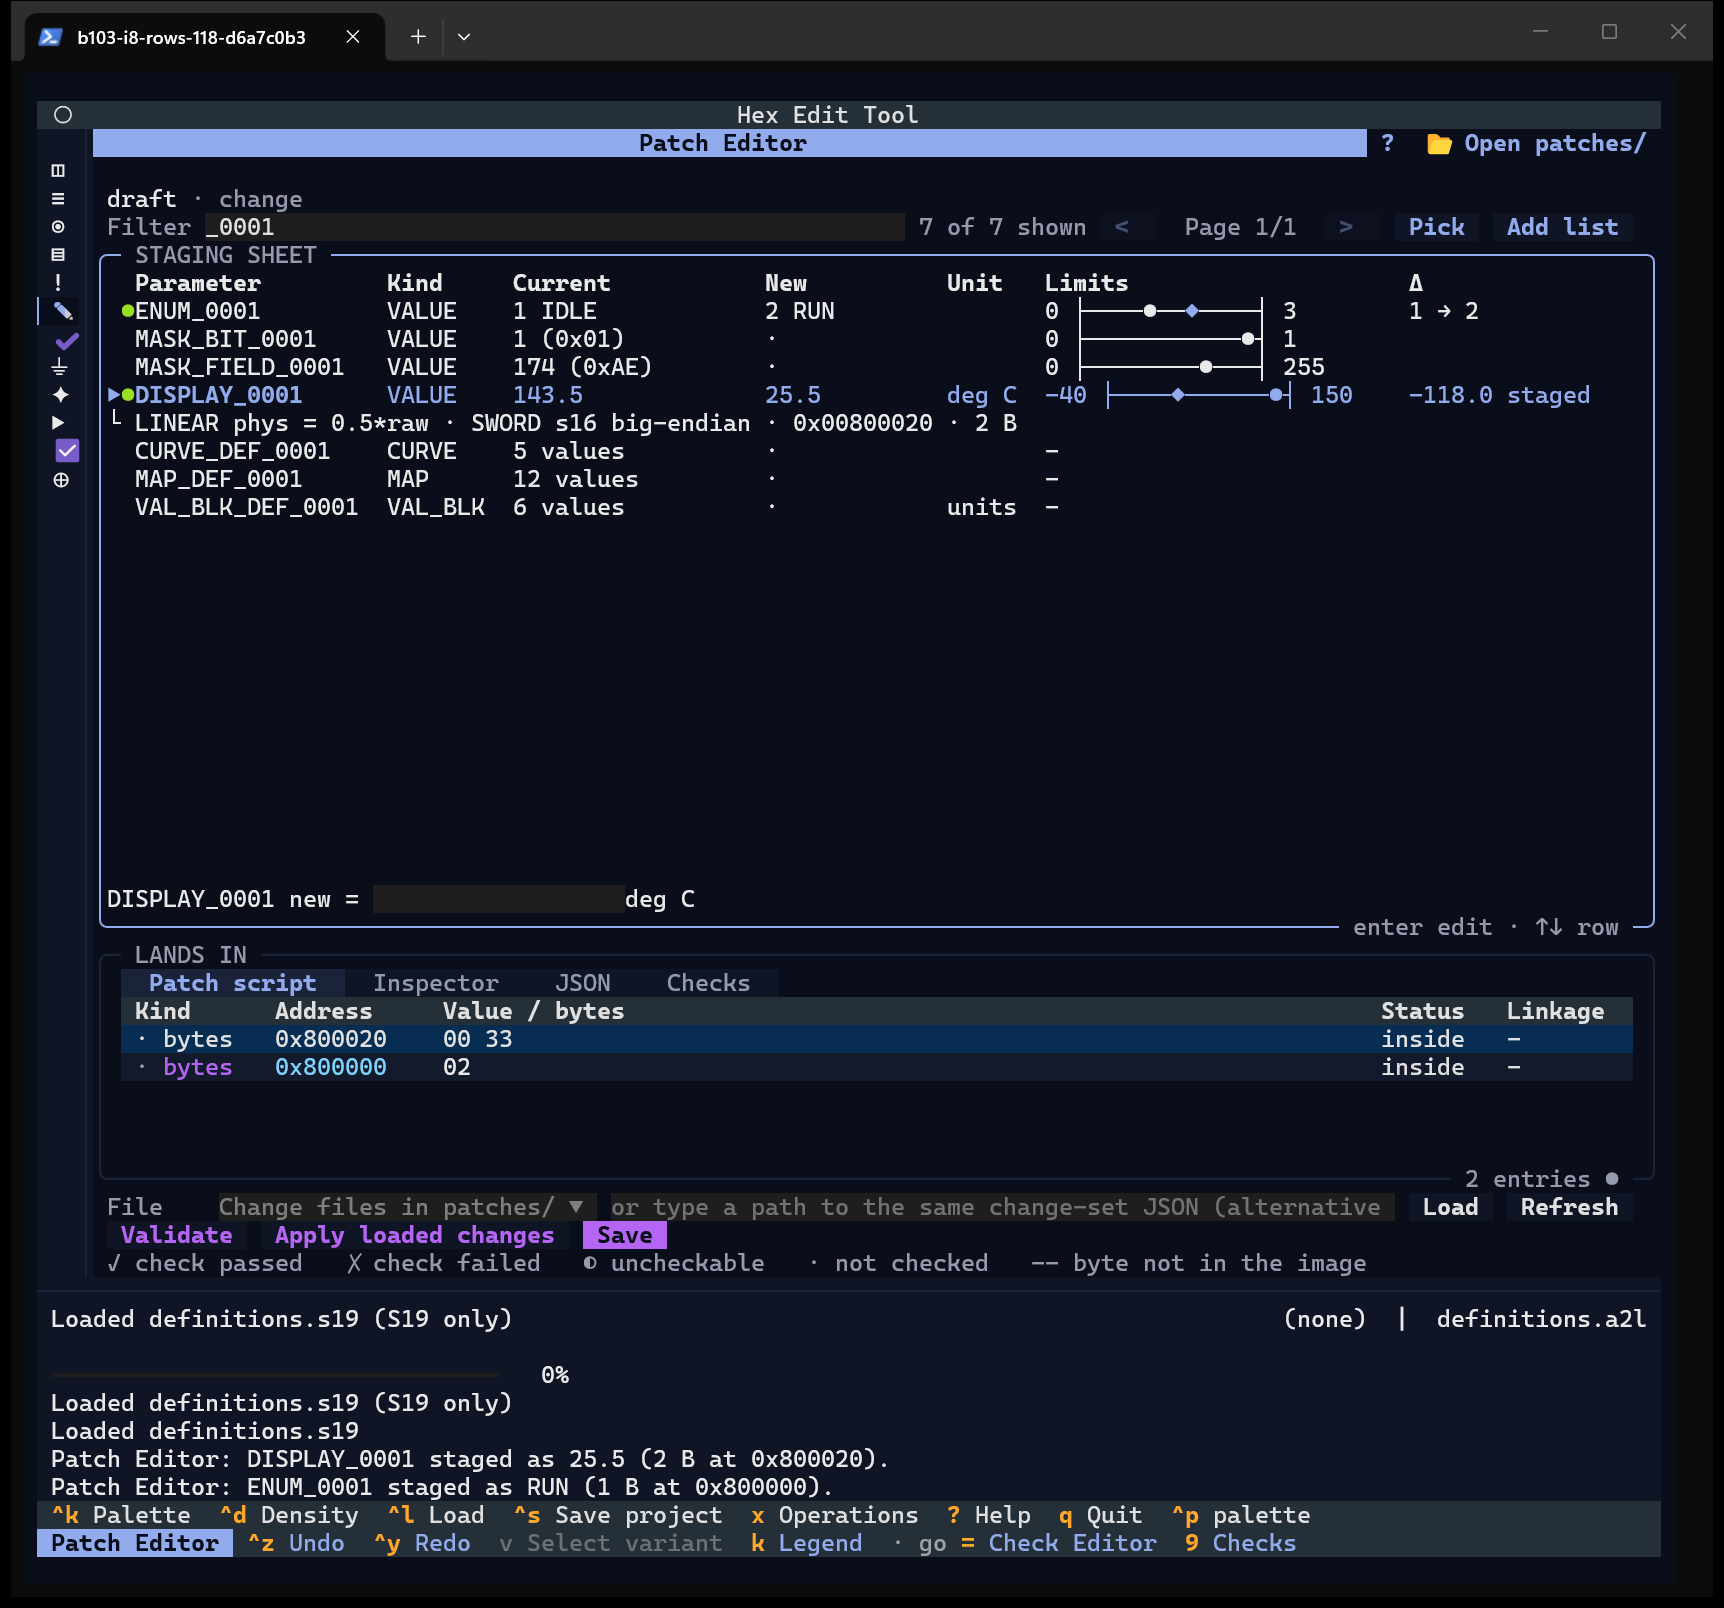 b103-i8-rows-118-d6a7c0b3
Hex Edit Tool
Patch Editor ? Open patches/
draft · change
Filter _0001 7 of 7 shown < Page 1/1 > Pick Add list
STAGING SHEET
Parameter Kind Current New Unit Limits Δ
ENUM_0001 VALUE 1 IDLE 2 RUN 0 3 1 → 2
MASK_BIT_0001 VALUE 1 (0x01) · 0 1
MASK_FIELD_0001 VALUE 174 (0xAE) · 0 255
DISPLAY_0001 VALUE 143.5 25.5 deg C -40 150 -118.0 staged
└ LINEAR phys = 0.5*raw · SWORD s16 big-endian · 0x00800020 · 2 B
CURVE_DEF_0001 CURVE 5 values · -
MAP_DEF_0001 MAP 12 values · -
VAL_BLK_DEF_0001 VAL_BLK 6 values · units -
DISPLAY_0001 new = deg C
enter edit · ↑↓ row
LANDS IN
Patch script Inspector JSON Checks
Kind Address Value / bytes Status Linkage
· bytes 0x800020 00 33 inside -
· bytes 0x800000 02 inside -
2 entries ●
File Change files in patches/ ▼ or type a path to the same change-set JSON (alternative Load Refresh
Validate Apply loaded changes Save
√ check passed ╳ check failed ◐ uncheckable · not checked -- byte not in the image
Loaded definitions.s19 (S19 only) (none) | definitions.a2l
0%
Loaded definitions.s19 (S19 only)
Loaded definitions.s19
Patch Editor: DISPLAY_0001 staged as 25.5 (2 B at 0x800020).
Patch Editor: ENUM_0001 staged as RUN (1 B at 0x800000).
^k Palette ^d Density ^l Load ^s Save project x Operations ? Help q Quit ^p palette
Patch Editor ^z Undo ^y Redo v Select variant k Legend · go = Check Editor 9 Checks